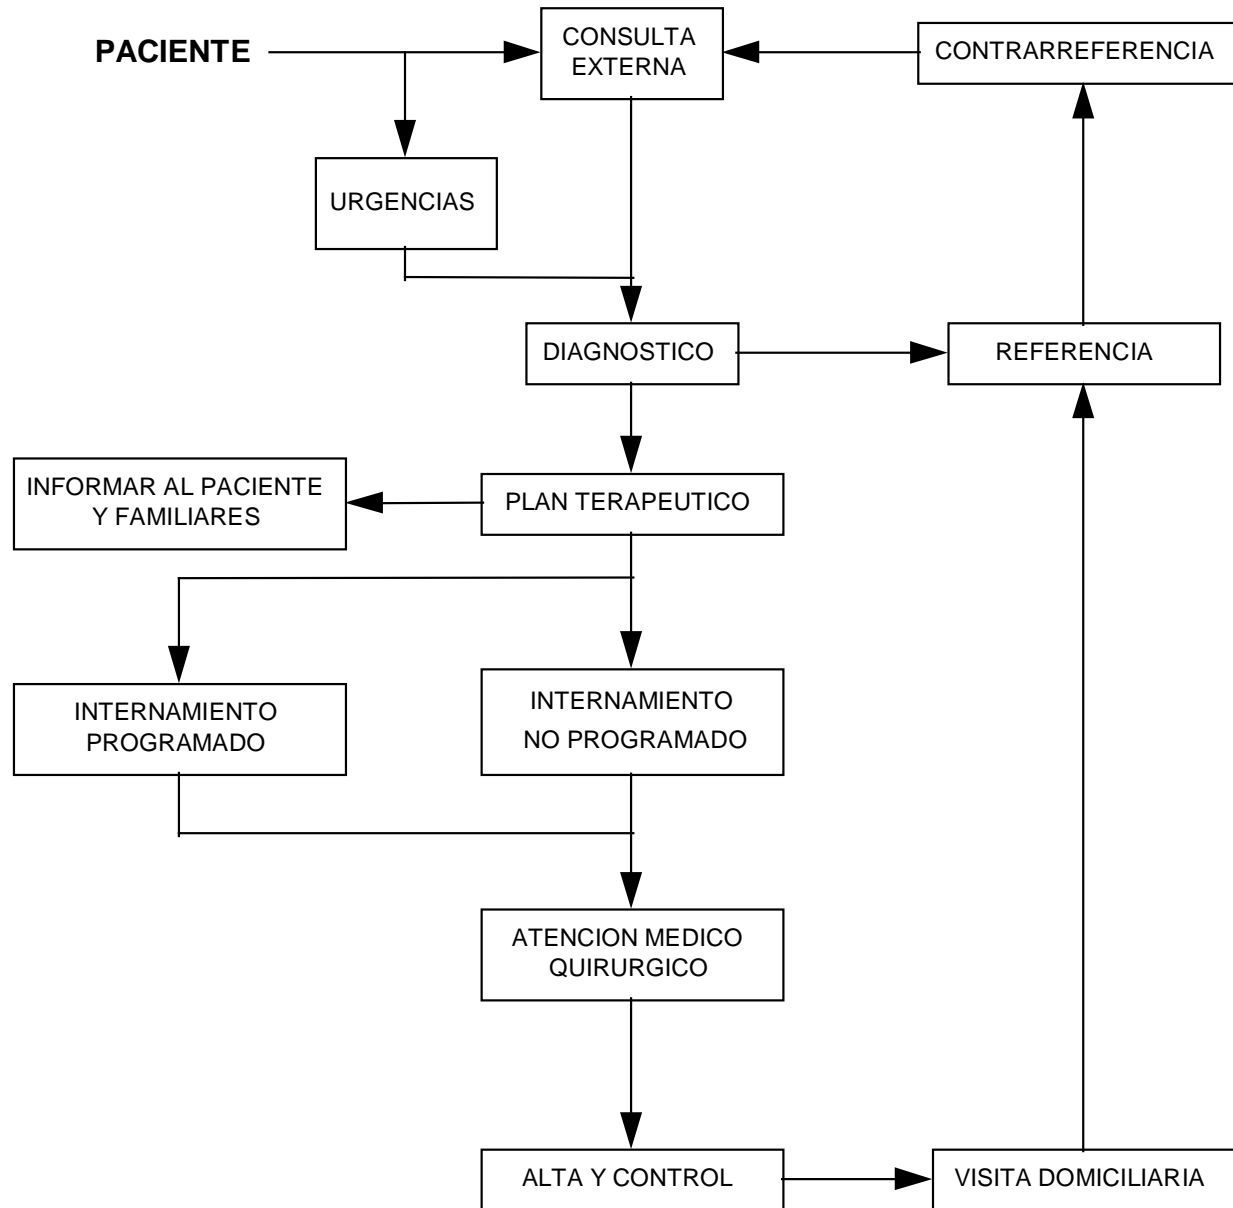 PACIENTE
CONSULTA
EXTERNA
CONTRARREFERENCIA
URGENCIAS
DIAGNOSTICO
REFERENCIA
INFORMAR AL PACIENTE
Y FAMILIARES
PLAN TERAPEUTICO
INTERNAMIENTO
PROGRAMADO
INTERNAMIENTO
NO PROGRAMADO
ATENCION MEDICO
QUIRURGICO
ALTA Y CONTROL
VISITA DOMICILIARIA